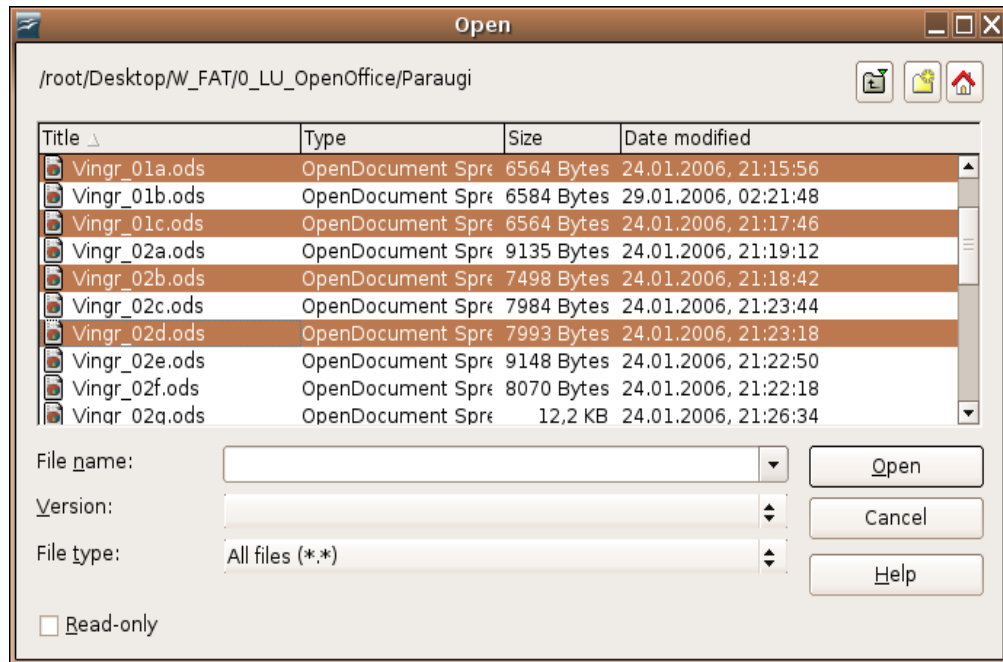 Open
/root/Desktop/W_FAT/0_LU_OpenOffice/Paraugi
Title Type Size Date modified
Vingr_01a.ods OpenDocument Spre 6564 Bytes 24.01.2006, 21:15:56
Vingr_01b.ods OpenDocument Spre 6584 Bytes 29.01.2006, 02:21:48
Vingr_01c.ods OpenDocument Spre 6564 Bytes 24.01.2006, 21:17:46
Vingr_02a.ods OpenDocument Spre 9135 Bytes 24.01.2006, 21:19:12
Vingr_02b.ods OpenDocument Spre 7498 Bytes 24.01.2006, 21:18:42
Vingr_02c.ods OpenDocument Spre 7984 Bytes 24.01.2006, 21:23:44
Vingr_02d.ods OpenDocument Spre 7993 Bytes 24.01.2006, 21:23:18
Vingr_02e.ods OpenDocument Spre 9148 Bytes 24.01.2006, 21:22:50
Vingr_02f.ods OpenDocument Spre 8070 Bytes 24.01.2006, 21:22:18
Vingr_02g.ods OpenDocument Spre 12,2 KB 24.01.2006, 21:26:34
File name: Open
Version: Cancel
File type: All files (*.*) Help
Read-only